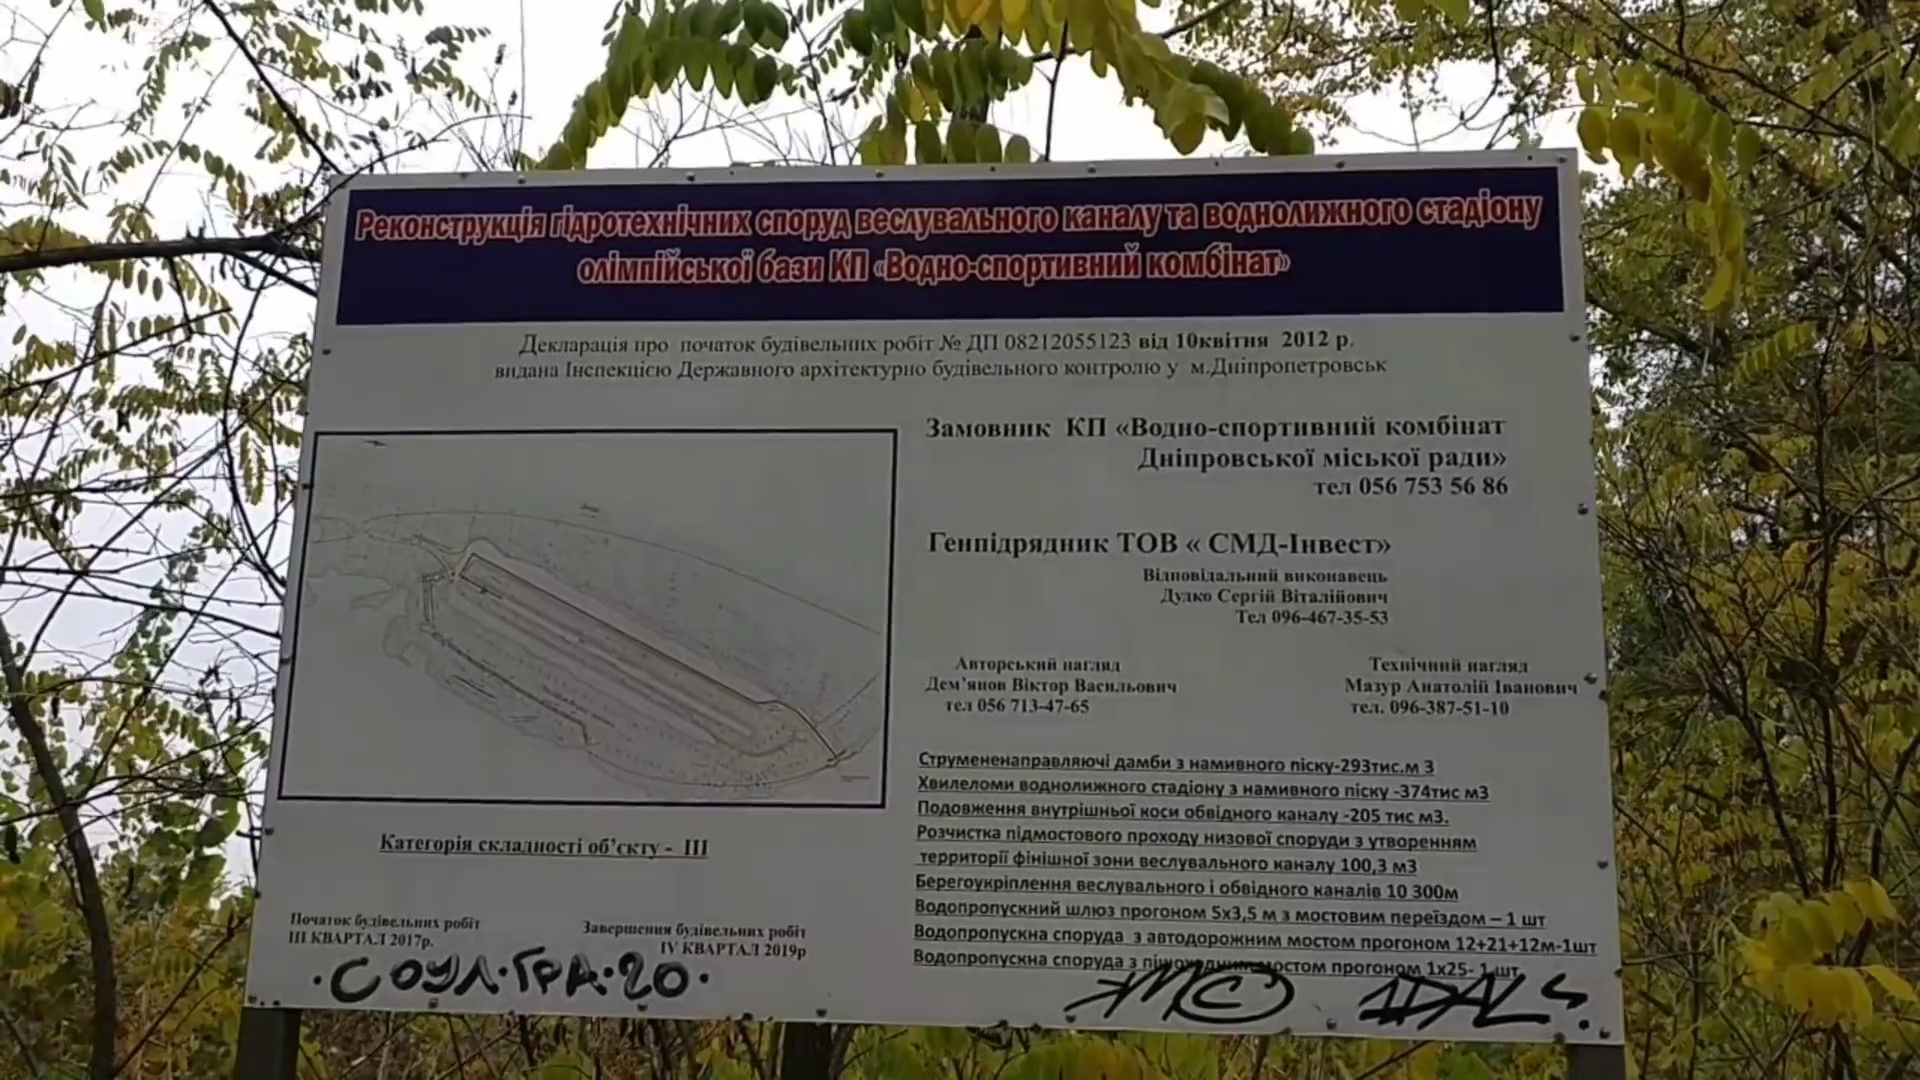 Реконструкція гідротехнічних споруд веслувального каналу та воднолижного стадіону
олімпійської бази КП «Водно-спортивний комбінат»
Декларація про початок будівельних робіт № ДП 08212055123 від 10квітня 2012 р.
видана Інспекцією Державного архітектурно будівельного контролю у м.Дніпропетровськ
Замовник КП «Водно-спортивний комбінат
Дніпровської міської ради»
тел 056 753 56 86
Генпідрядник ТОВ « СМД-Інвест»
Відповідальний виконавець
Дудко Сергій Віталійович
Тел 096-467-35-53
Авторський нагляд
Дем’янов Віктор Васильович
тел 056 713-47-65
Технічний нагляд
Мазур Анатолій Іванович
тел. 096-387-51-10
Струмененаправляючі дамби з намивного піску-293тис.м 3
Хвилеломи воднолижного стадіону з намивного піску -374тис м3
Подовження внутрішньої коси обвідного каналу -205 тис м3.
Розчистка підмостового проходу низової споруди з утворенням
территорії фінішної зони веслувального каналу 100,3 м3
Берегоукріплення веслувального і обвідного каналів 10 300м
Водопропускний шлюз прогоном 5х3,5 м з мостовим переїздом – 1 шт
Водопропускна споруда з автодорожним мостом прогоном 12+21+12м-1шт
Водопропускна споруда з пішоходним мостом прогоном 1х25- 1 шт
Категорія складності об’єкту - III
Початок будівельних робіт
III КВАРТАЛ 2017р.
Завершення будівельних робіт
IV КВАРТАЛ 2019р
·СОУЛ·ГРА·20·